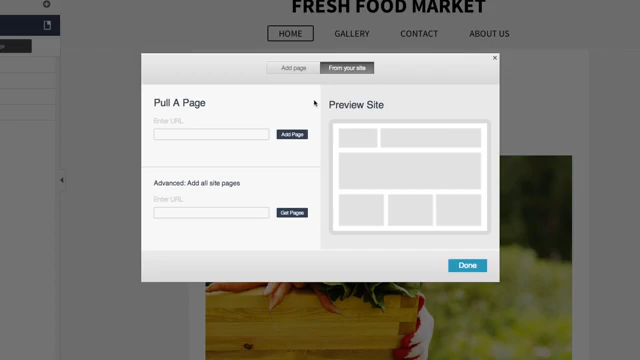 FRESH FOOD MARKET
HOME
GALLERY
CONTACT
ABOUT US
Add page
From your site
Pull A Page
Enter URL
Add Page
Advanced: Add all site pages
Enter URL
Get Pages
Preview Site
Done